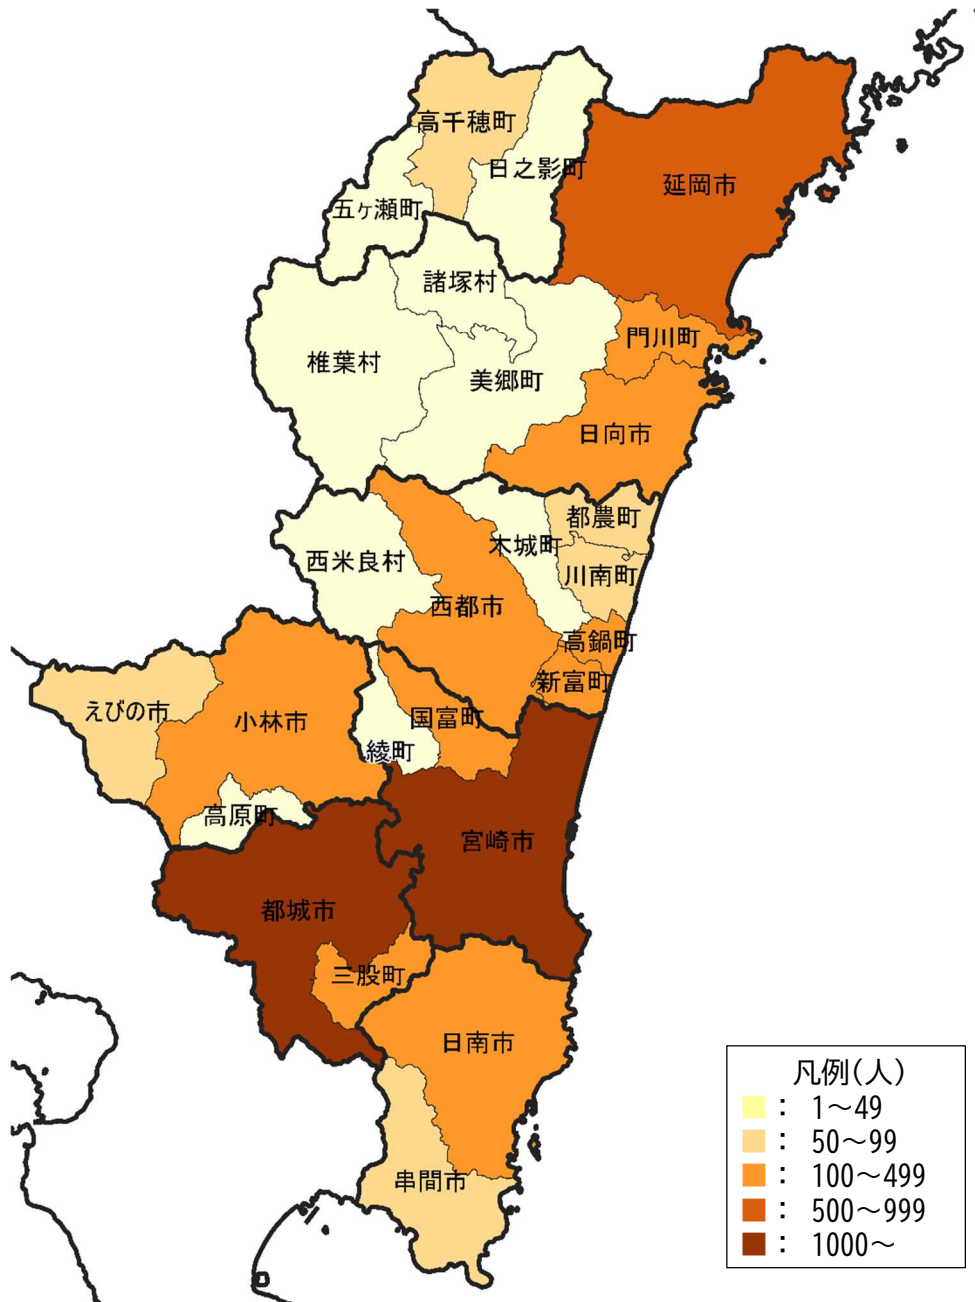 高千穂町
日之影町
延岡市
五ヶ瀬町
諸塚村
門川町
椎葉村
美郷町
日向市
都農町
木城町
西米良村
川南町
西都市
高鍋町
新富町
えびの市
小林市
国富町
綾町
高原町
宮崎市
都城市
三股町
日南市
串間市
凡例(人)
： 1～49
： 50～99
： 100～499
： 500～999
： 1000～